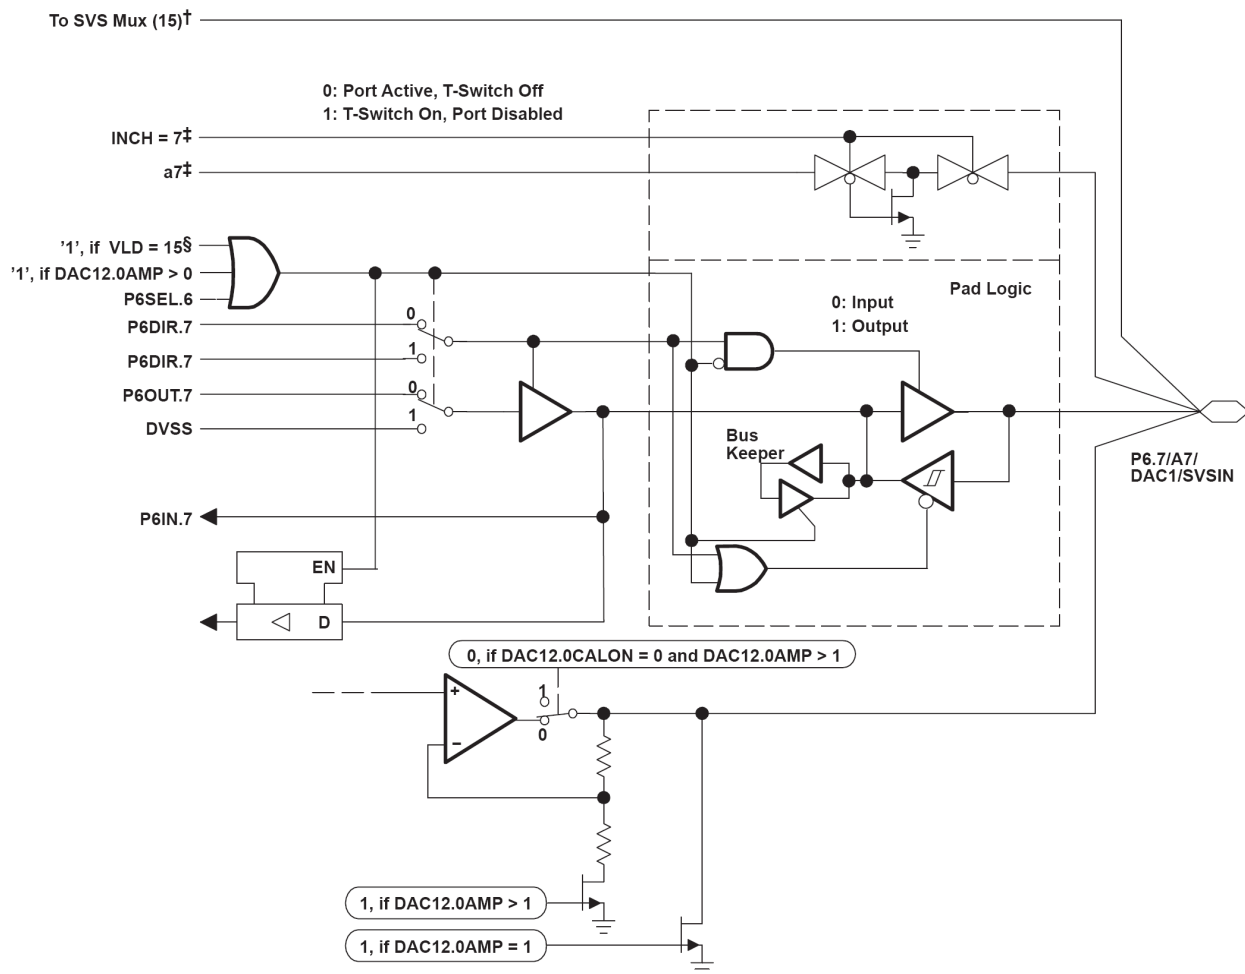 To SVS Mux (15)†
0: Port Active, T-Switch Off
1: T-Switch On, Port Disabled
INCH = 7‡
a7‡
'1', if VLD = 15§
'1', if DAC12.0AMP > 0
P6SEL.6
P6DIR.7
0
P6DIR.7
1
P6OUT.7
0
DVSS
1
Pad Logic
0: Input
1: Output
Bus
Keeper
P6.7/A7/
DAC1/SVSIN
P6IN.7
EN
D
0, if DAC12.0CALON = 0 and DAC12.0AMP > 1
+
1
0
−
1, if DAC12.0AMP > 1
1, if DAC12.0AMP = 1